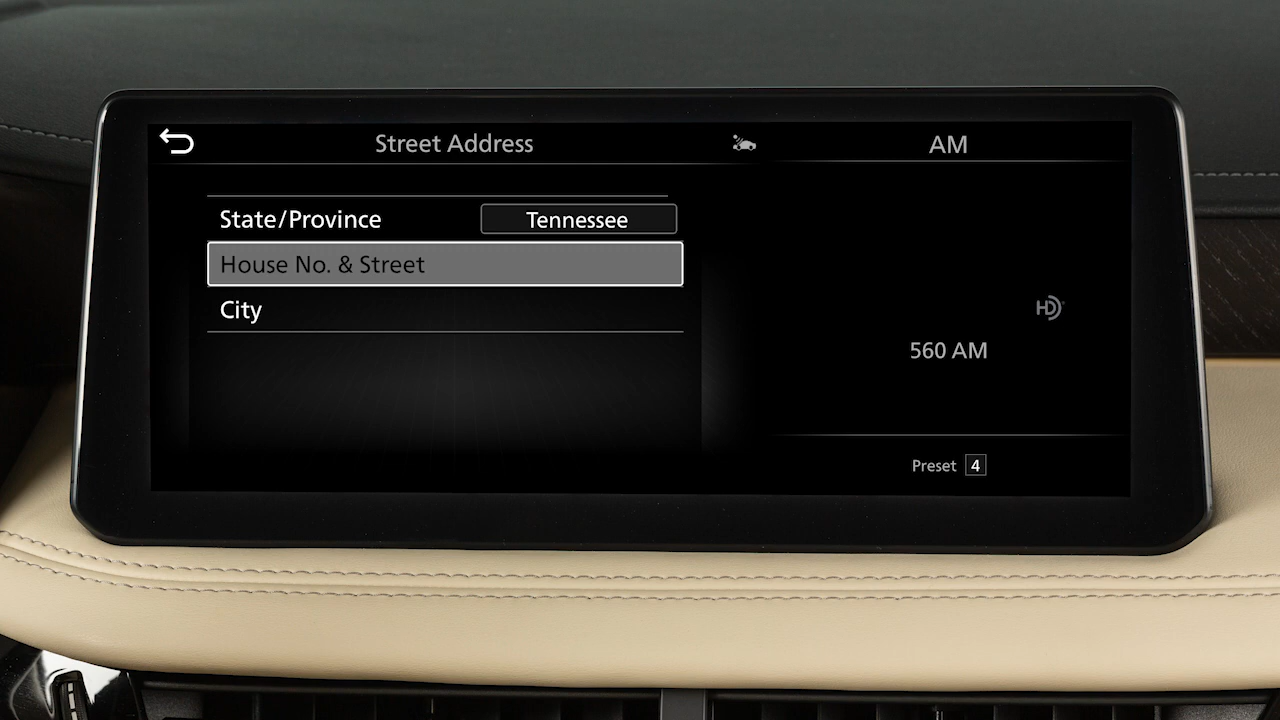 Street Address
AM
State/Province Tennessee
House No. & Street
City
HD
560 AM
Preset 4